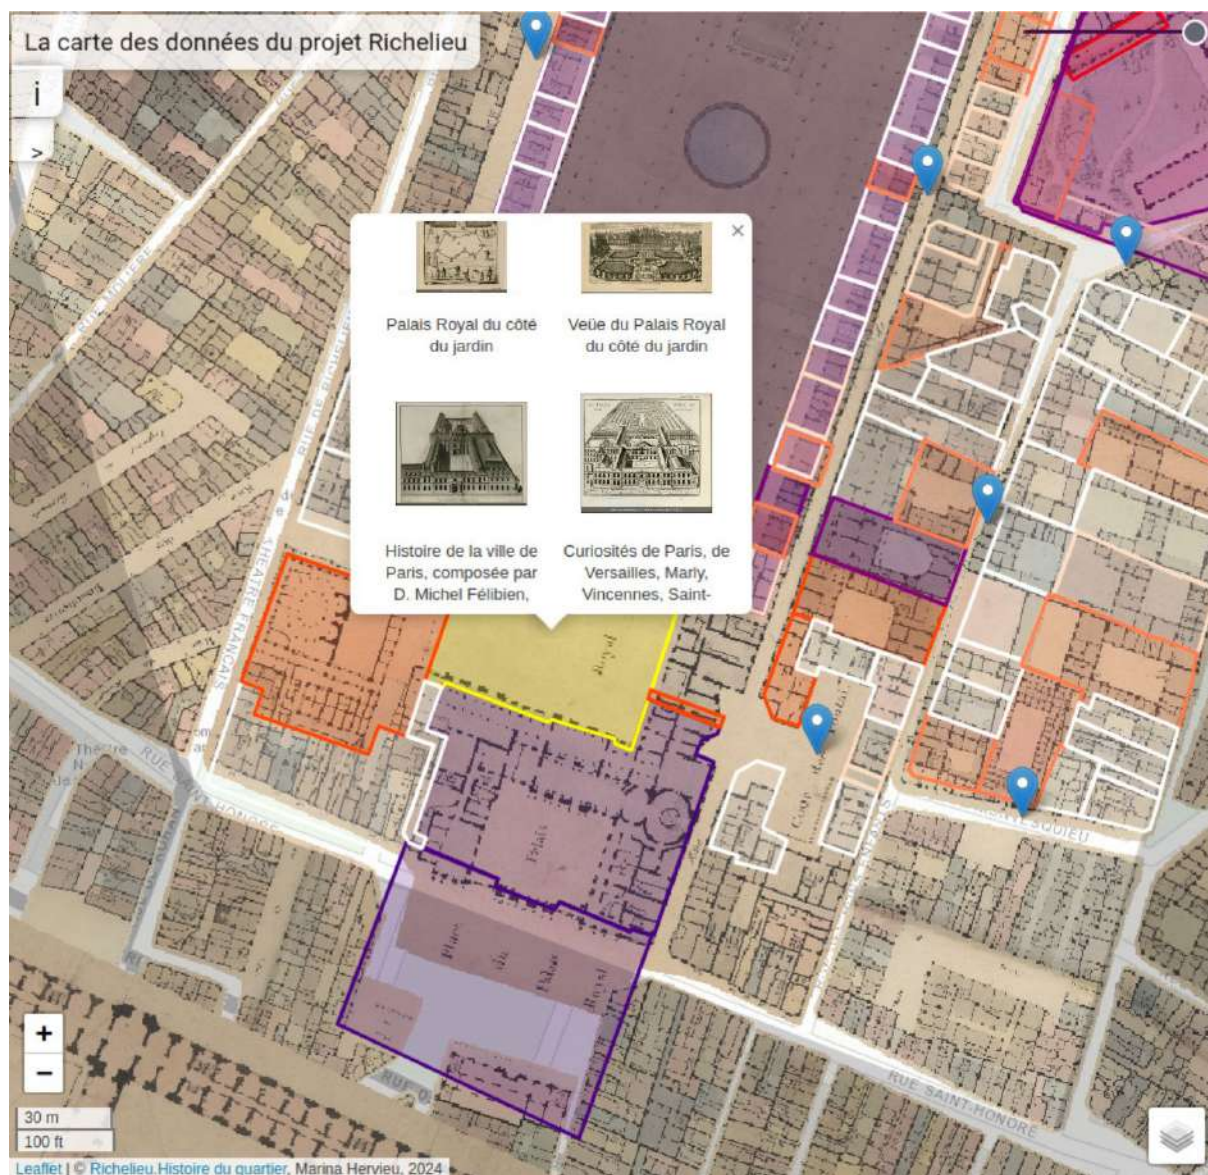 La carte des données du projet Richelieu
i
>
×
Palais Royal du côté
du jardin
Veüe du Palais Royal
du côté du jardin
Histoire de la ville de
Paris, composée par
D. Michel Félibien,
Curiosités de Paris, de
Versailles, Marly,
Vincennes, Saint-
RUE MOLIERE
RUE DE RICHELIEU
THÉATRE FRANÇAIS
Royal
Palais
Place
du
Palais
Royal
RUE SAINT-HONORÉ
+
−
30 m
100 ft
Leaflet | © Richelieu.Histoire du quartier, Marina Hervieu, 2024